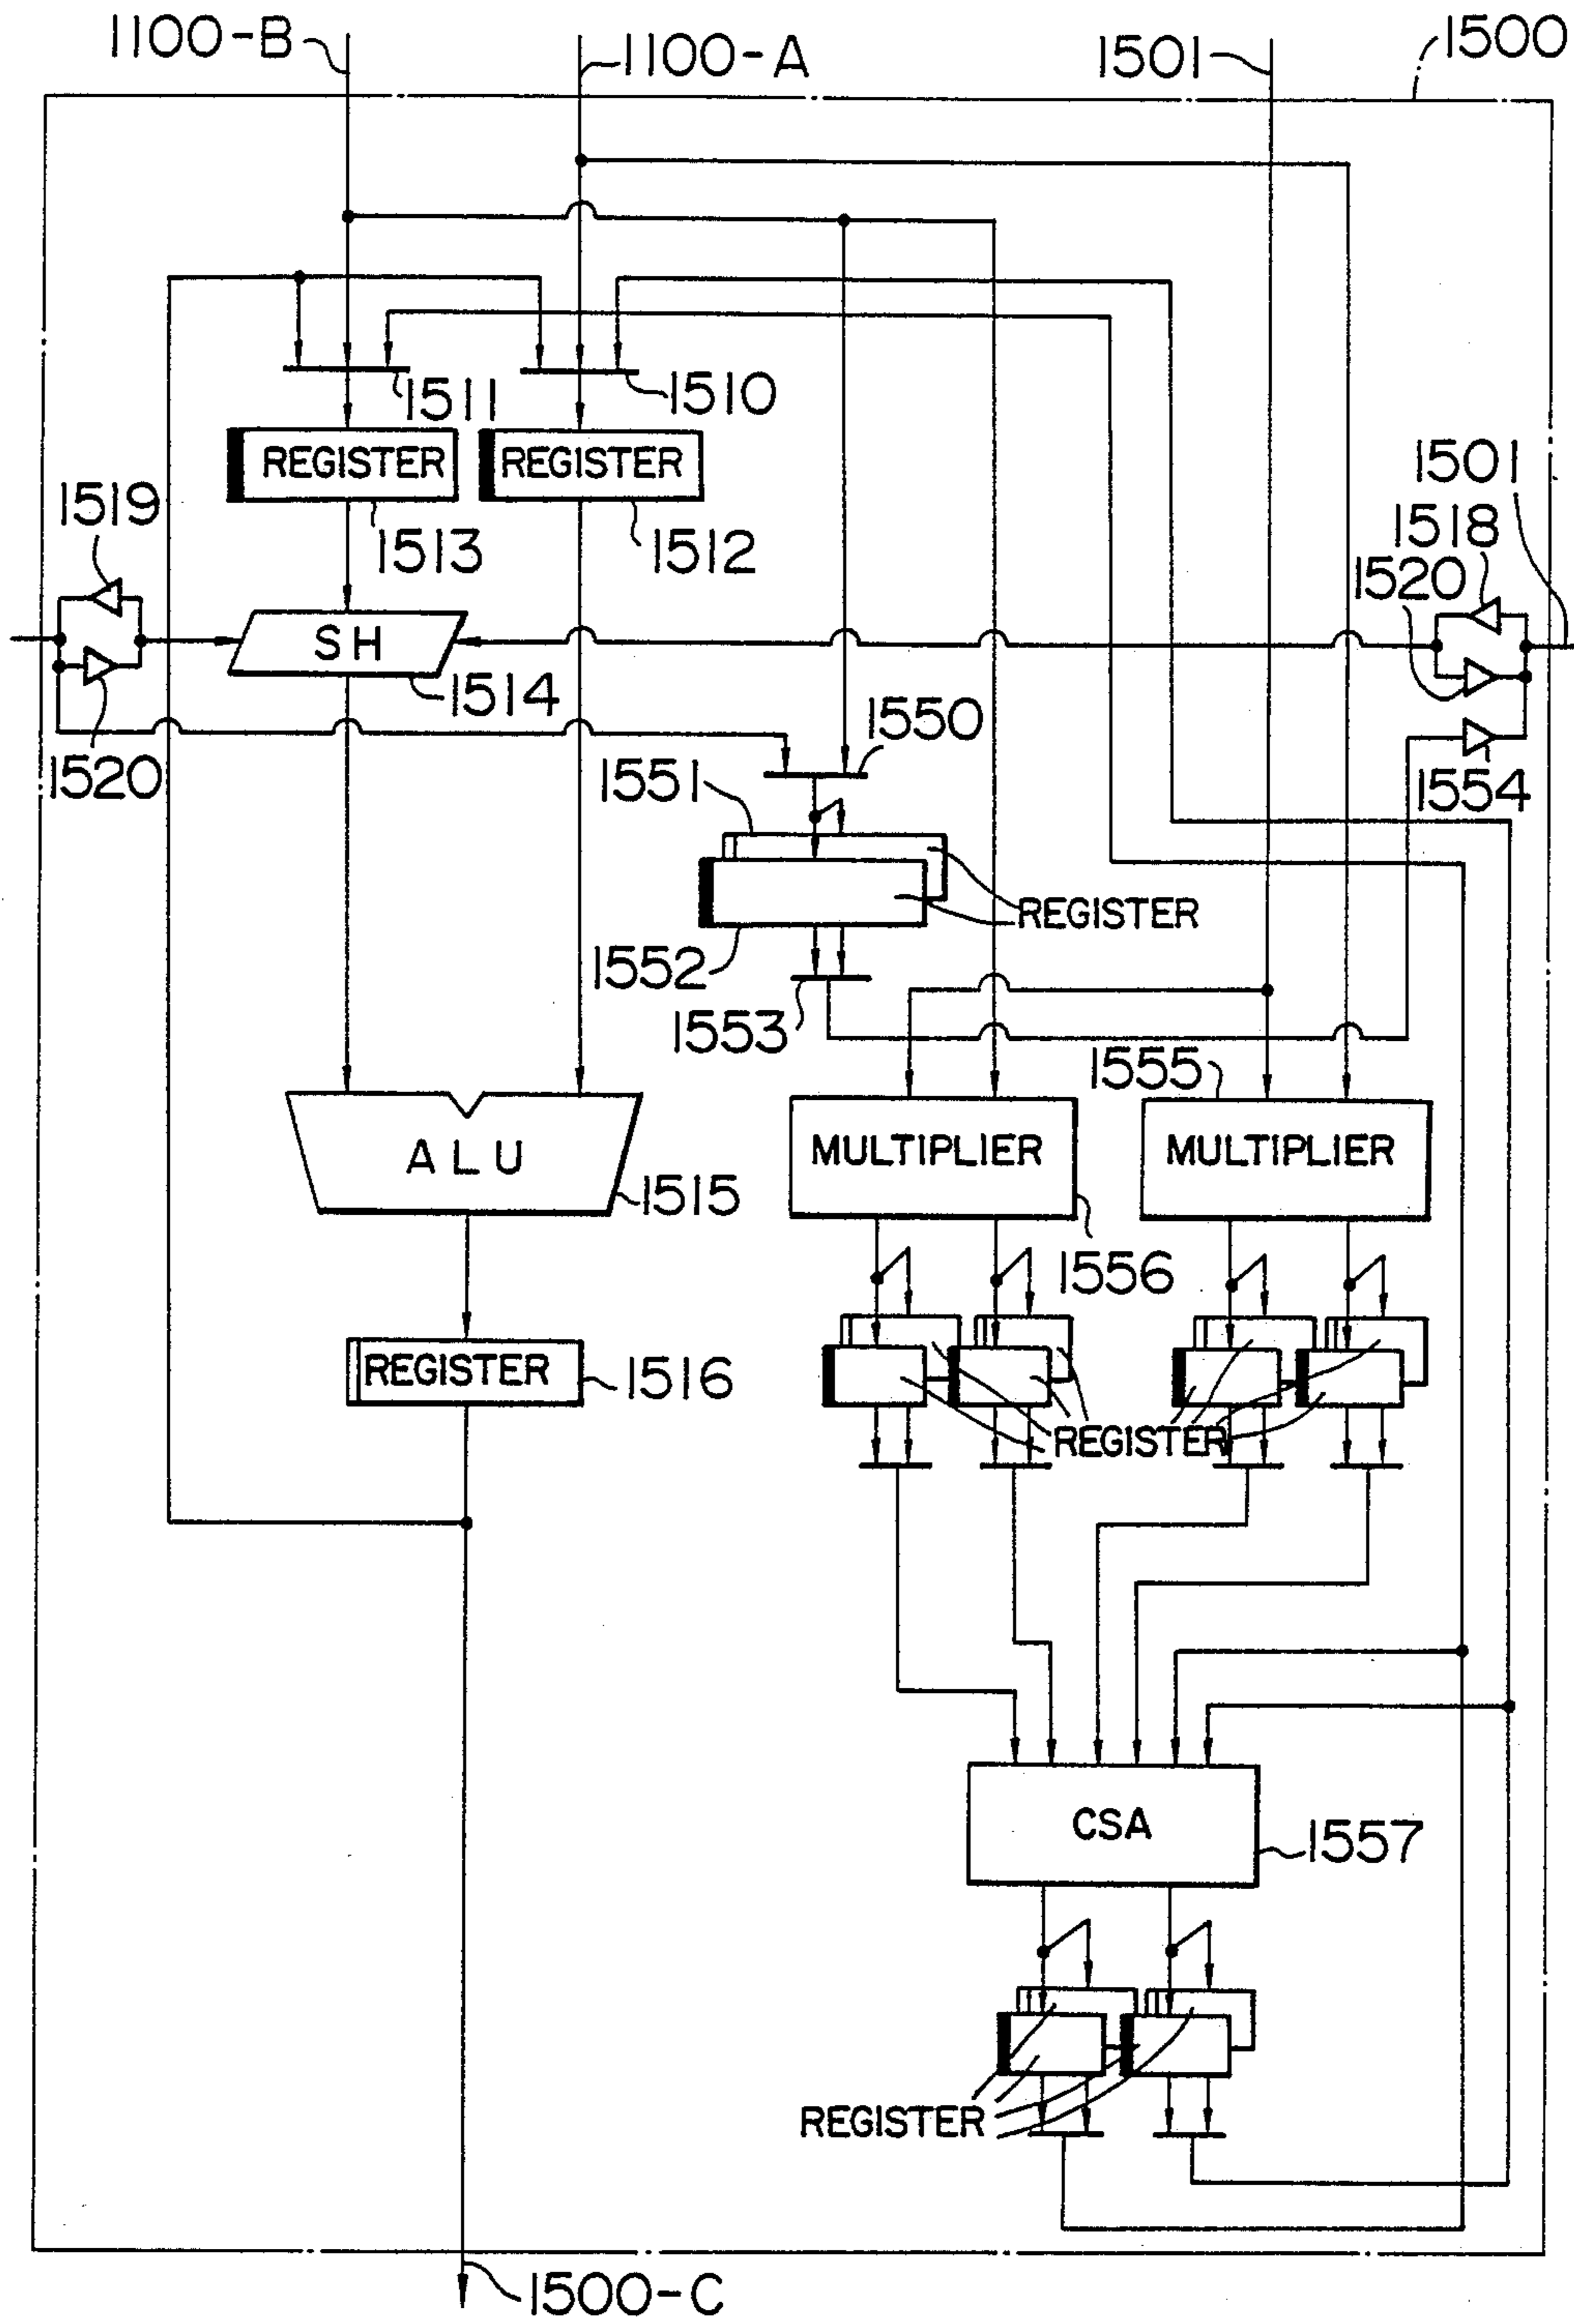 1100-B
1100-A
1501
1500
1511
1510
REGISTER
REGISTER
1501
1519
1518
1513
1512
1520
SH
1514
1550
1520
1551
1554
REGISTER
1552
1553
1555
MULTIPLIER
MULTIPLIER
ALU
1515
1556
REGISTER
1516
REGISTER
CSA
1557
REGISTER
1500-C